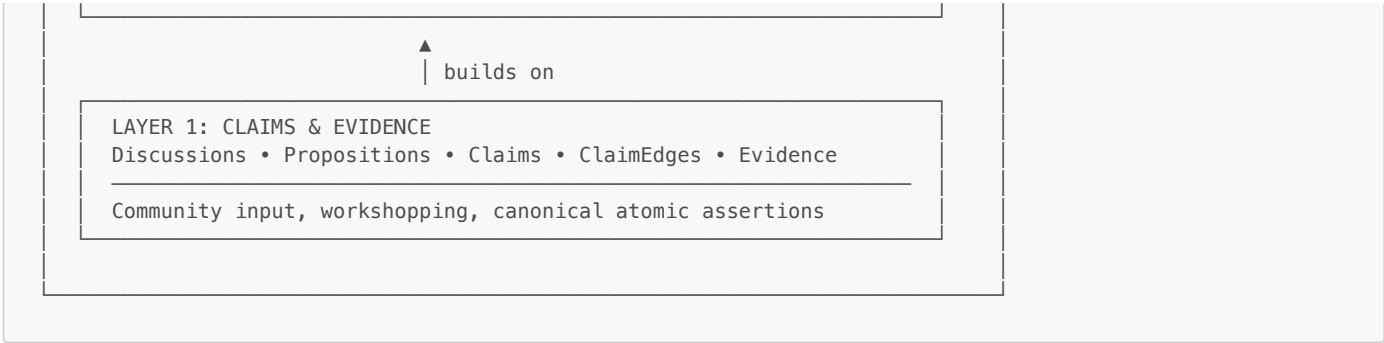 builds on
LAYER 1: CLAIMS & EVIDENCE
Discussions • Propositions • Claims • ClaimEdges • Evidence
Community input, workshopping, canonical atomic assertions